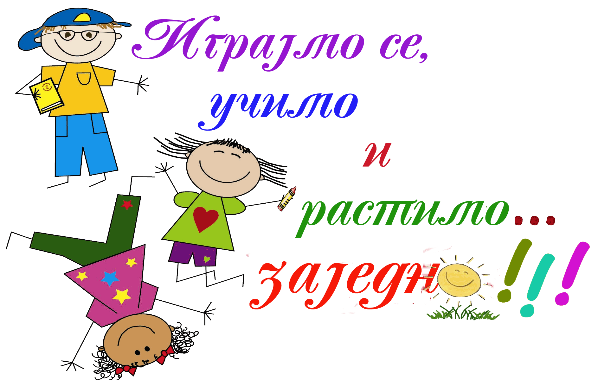 Играјмо се,
учимо
и
растимо...
заједно!!!